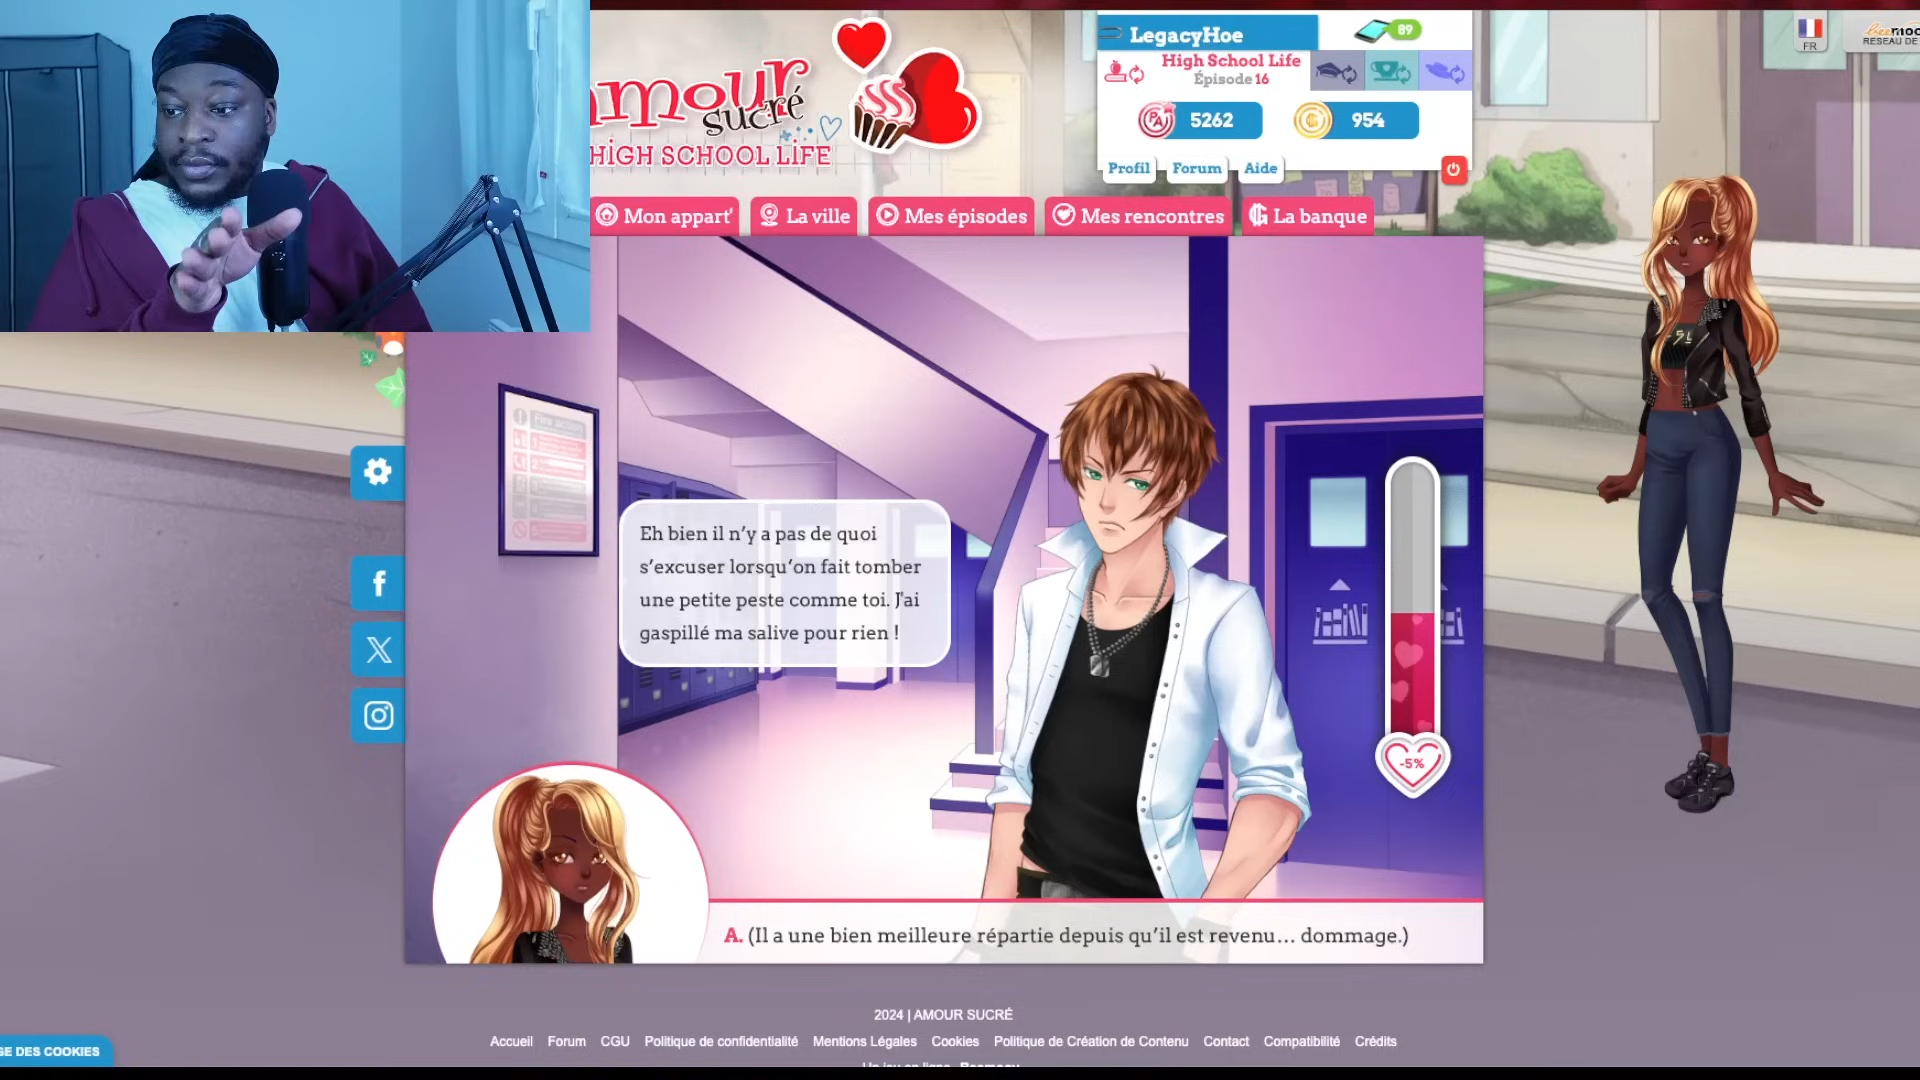 amour
sucré
HIGH SCHOOL LIFE
LegacyHoe
89
High School Life
Épisode 16
5262
954
Profil
Forum
Aide
FR
Mon appart'
La ville
Mes épisodes
Mes rencontres
La banque
Eh bien il n'y a pas de quoi
s'excuser lorsqu'on fait tomber
une petite peste comme toi. J'ai
gaspillé ma salive pour rien !
-5%
A. (Il a une bien meilleure répartie depuis qu'il est revenu... dommage.)
2024 | AMOUR SUCRÉ
Accueil Forum CGU Politique de confidentialité Mentions Légales Cookies Politique de Création de Contenu Contact Compatibilité Crédits
DES COOKIES